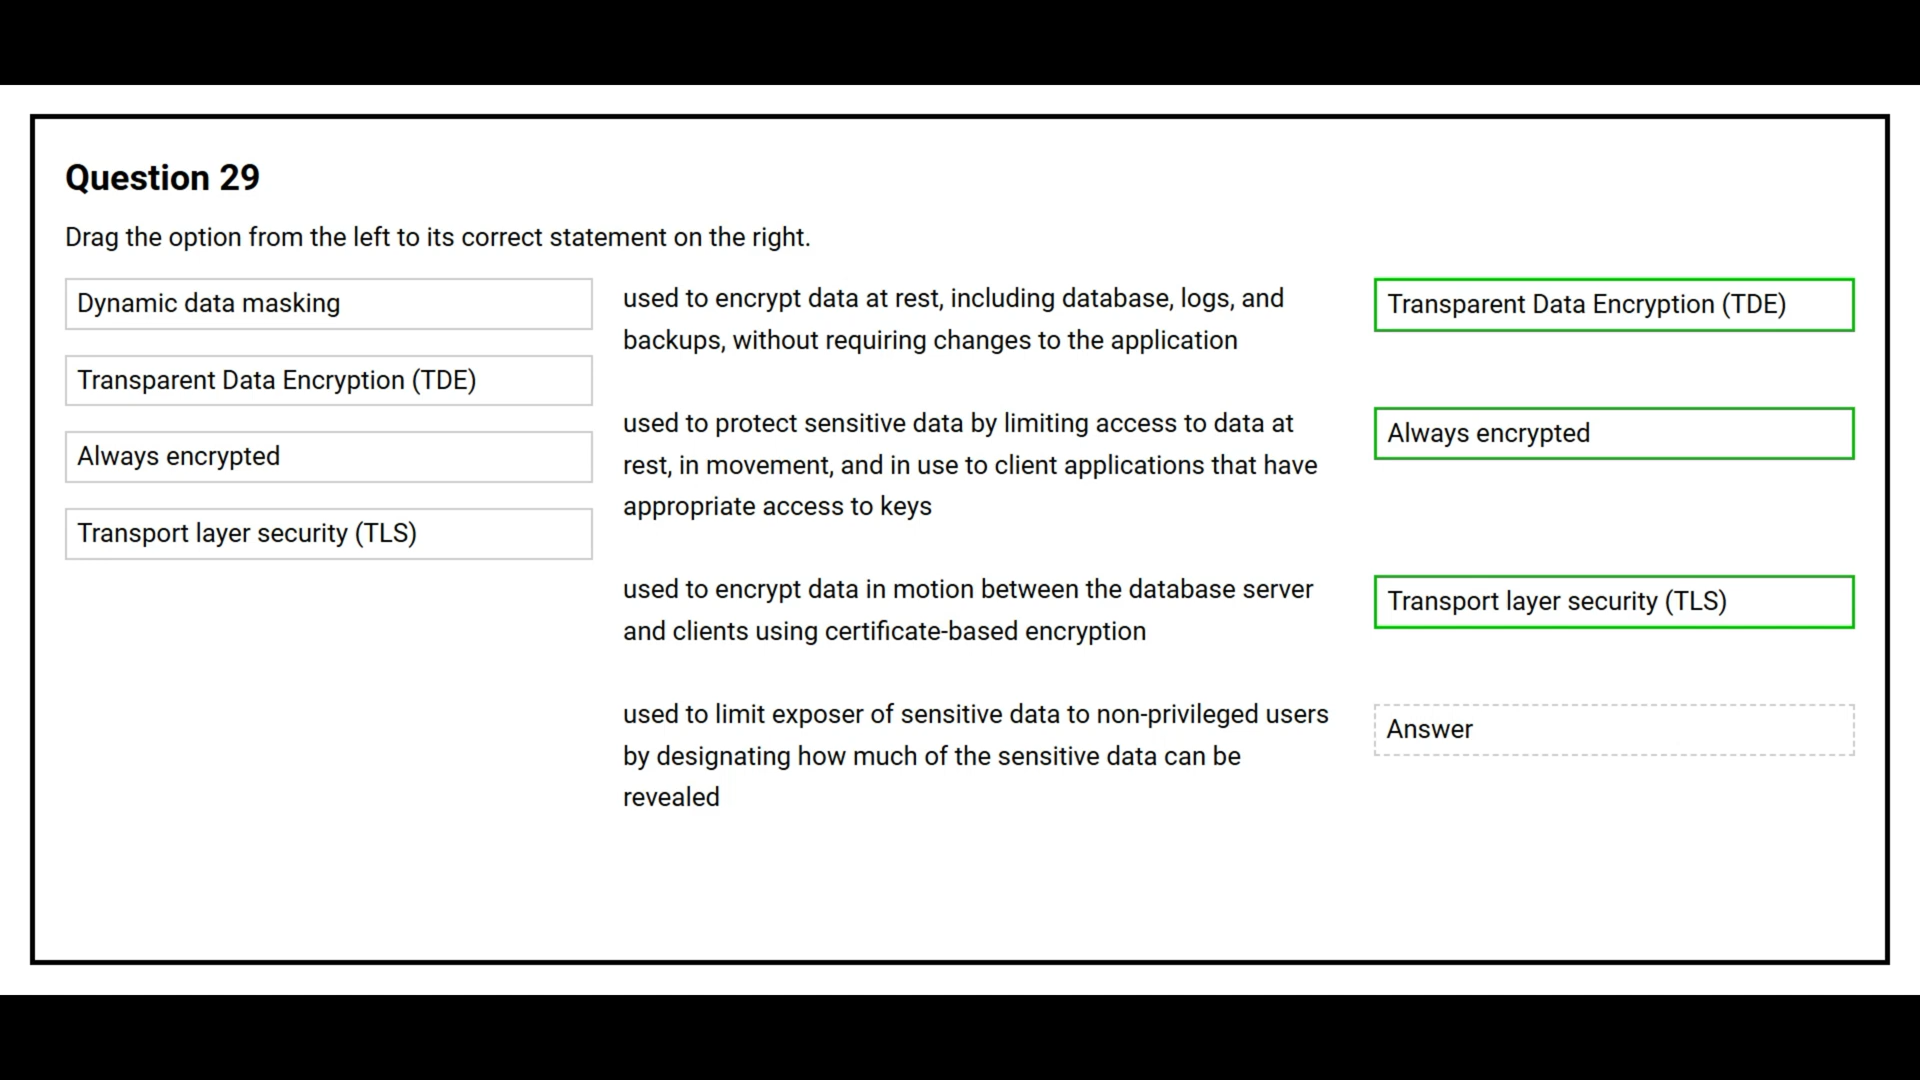 Question 29
Drag the option from the left to its correct statement on the right.
Dynamic data masking
Transparent Data Encryption (TDE)
Always encrypted
Transport layer security (TLS)
used to encrypt data at rest, including database, logs, and
backups, without requiring changes to the application
Transparent Data Encryption (TDE)
used to protect sensitive data by limiting access to data at
rest, in movement, and in use to client applications that have
appropriate access to keys
Always encrypted
used to encrypt data in motion between the database server
and clients using certificate-based encryption
Transport layer security (TLS)
used to limit exposer of sensitive data to non-privileged users
by designating how much of the sensitive data can be
revealed
Answer